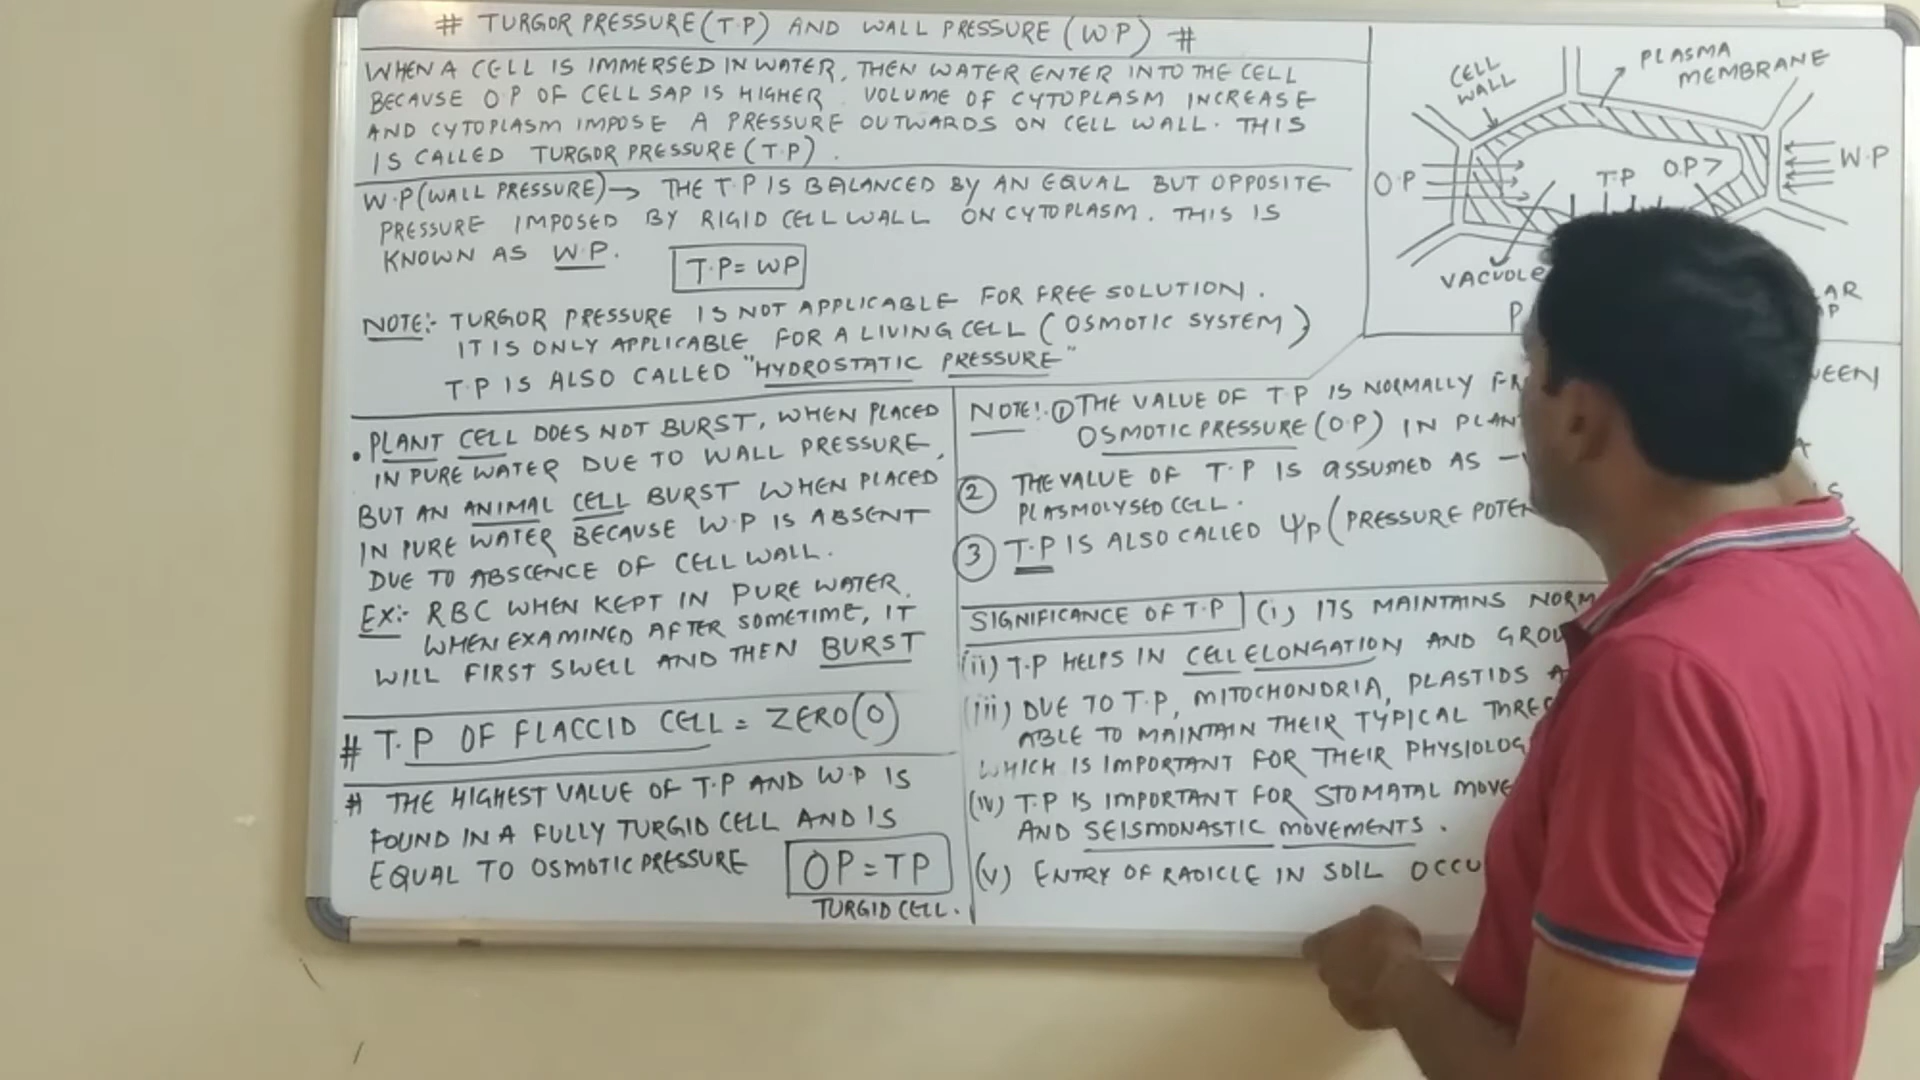 # TURGOR PRESSURE(T.P) AND WALL PRESSURE (W.P) #
WHEN A CELL IS IMMERSED IN WATER, THEN WATER ENTER INTO THE CELL
BECAUSE O.P OF CELL SAP IS HIGHER. VOLUME OF CYTOPLASM INCREASE
AND CYTOPLASM IMPOSE A PRESSURE OUTWARDS ON CELL WALL. THIS
IS CALLED TURGOR PRESSURE(T.P).
W.P(WALL PRESSURE)→ THE T.P IS BALANCED BY AN EQUAL BUT OPPOSITE
PRESSURE IMPOSED BY RIGID CELL WALL ON CYTOPLASM. THIS IS
KNOWN AS W.P.
T.P= WP
NOTE:- TURGOR PRESSURE IS NOT APPLICABLE FOR FREE SOLUTION.
IT IS ONLY APPLICABLE FOR A LIVING CELL (OSMOTIC SYSTEM)
T.P IS ALSO CALLED "HYDROSTATIC PRESSURE"
CELL WALL
PLASMA
MEMBRANE
O.P
T.P
O.P>
W.P
VACUOLE
• PLANT CELL DOES NOT BURST, WHEN PLACED
IN PURE WATER DUE TO WALL PRESSURE,
BUT AN ANIMAL CELL BURST WHEN PLACED
IN PURE WATER BECAUSE W.P IS ABSENT
DUE TO ABSCENCE OF CELL WALL.
EX:- RBC WHEN KEPT IN PURE WATER.
WHEN EXAMINED AFTER SOMETIME, IT
WILL FIRST SWELL AND THEN BURST
# T.P OF FLACCID CELL = ZERO(0)
# THE HIGHEST VALUE OF T.P AND W.P IS
FOUND IN A FULLY TURGID CELL AND IS
EQUAL TO OSMOTIC PRESSURE
OP = TP
TURGID CELL.
NOTE:- ① THE VALUE OF T.P IS NORMALLY
OSMOTIC PRESSURE (O.P) IN
② THE VALUE OF T.P IS ASSUMED AS -
PLASMOLYSED CELL.
③ T.P IS ALSO CALLED Ψp (PRESSURE
SIGNIFICANCE OF T.P (i) ITS MAINTAINS
(ii) T.P HELPS IN CELL ELONGATION AND
(iii) DUE TO T.P, MITOCHONDRIA, PLASTIDS
ABLE TO MAINTAIN THEIR TYPICAL
WHICH IS IMPORTANT FOR THEIR
(iv) T.P IS IMPORTANT FOR STOMATAL
AND SEISMONASTIC MOVEMENTS.
(v) ENTRY OF RADICLE IN SOIL